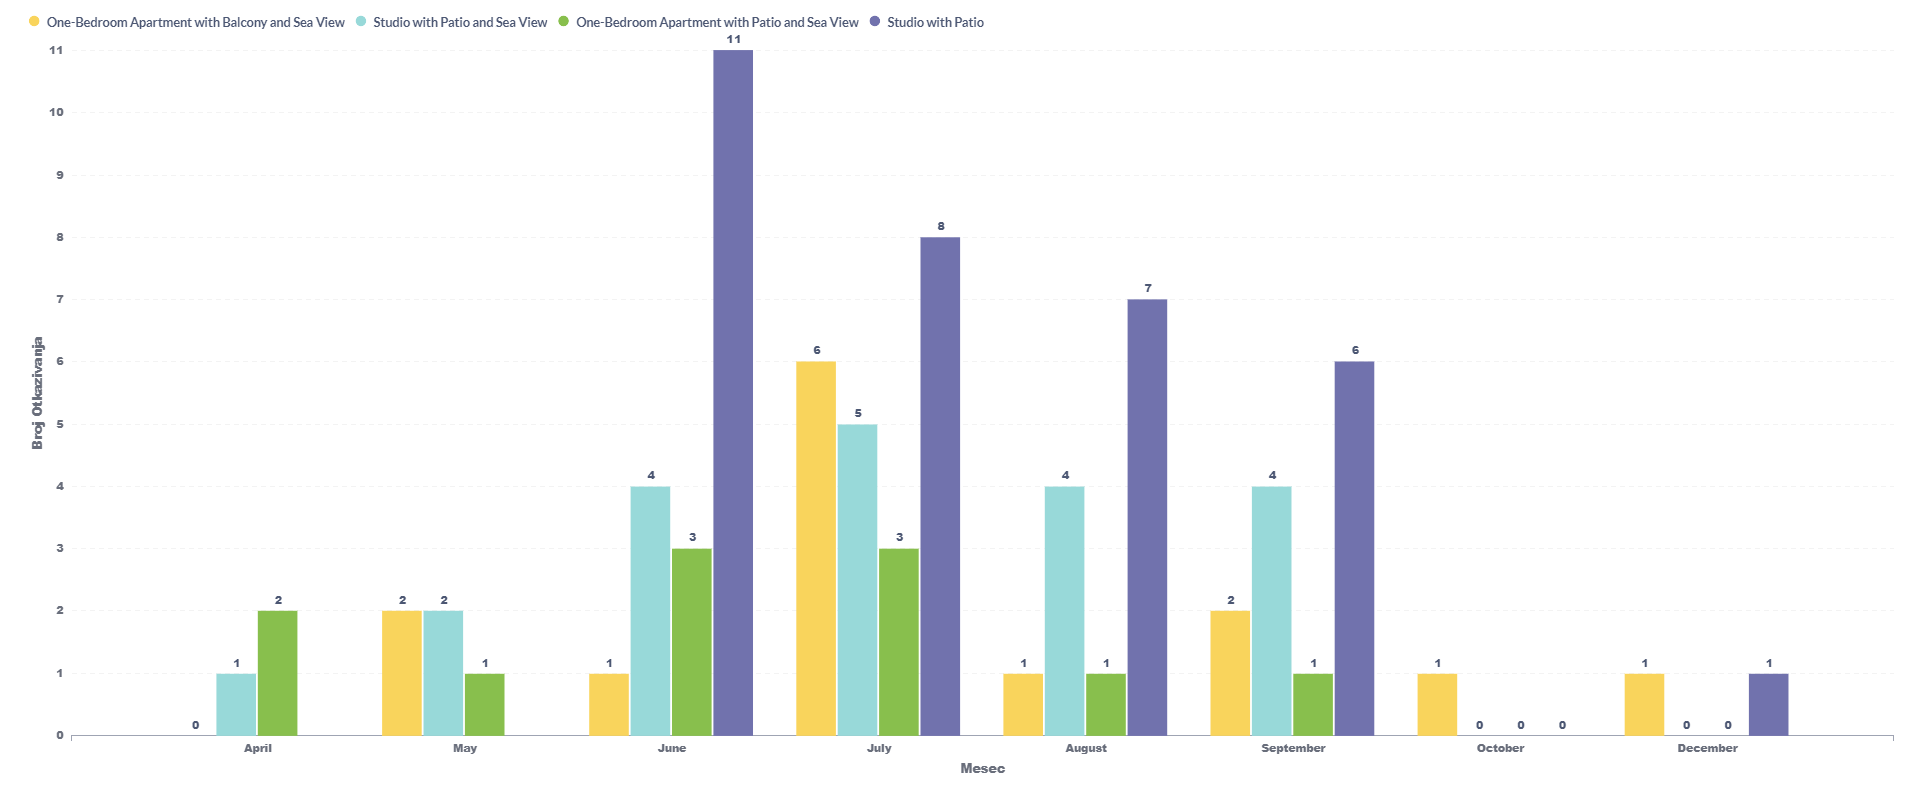 One-Bedroom Apartment with Balcony and Sea View Studio with Patio and Sea View One-Bedroom Apartment with Patio and Sea View Studio with Patio
Broj Otkazivanja
11
10
9
8
7
6
5
4
3
2
1
0
0 1 2
2 2 1
1 4 3 11
6 5 3 8
1 4 1 7
2 4 1 6
1 0 0 0
1 0 0 1
April May June July August September October December
Mesec